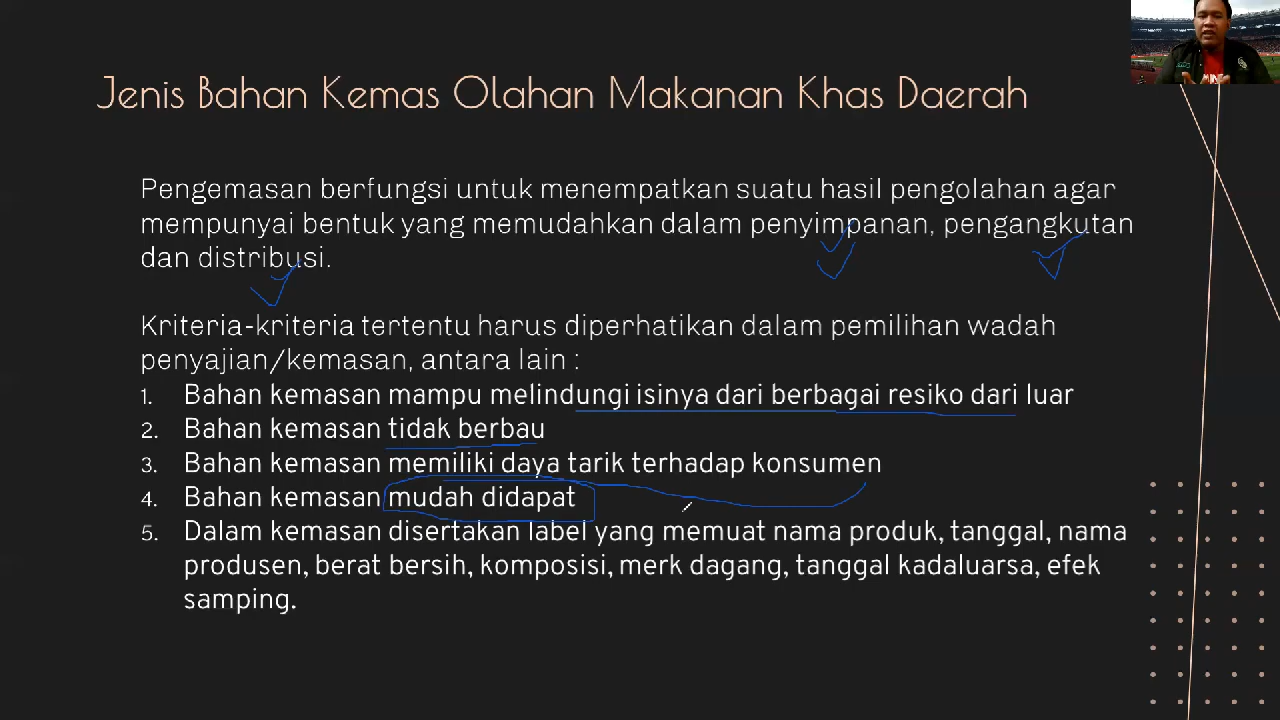 Jenis Bahan Kemas Olahan Makanan Khas Daerah
Pengemasan berfungsi untuk menempatkan suatu hasil pengolahan agar
mempunyai bentuk yang memudahkan dalam penyimpanan, pengangkutan
dan distribusi.
Kriteria-kriteria tertentu harus diperhatikan dalam pemilihan wadah
penyajian/kemasan, antara lain :
1. Bahan kemasan mampu melindungi isinya dari berbagai resiko dari luar
2. Bahan kemasan tidak berbau
3. Bahan kemasan memiliki daya tarik terhadap konsumen
4. Bahan kemasan mudah didapat
5. Dalam kemasan disertakan label yang memuat nama produk, tanggal, nama
produsen, berat bersih, komposisi, merk dagang, tanggal kadaluarsa, efek
samping.